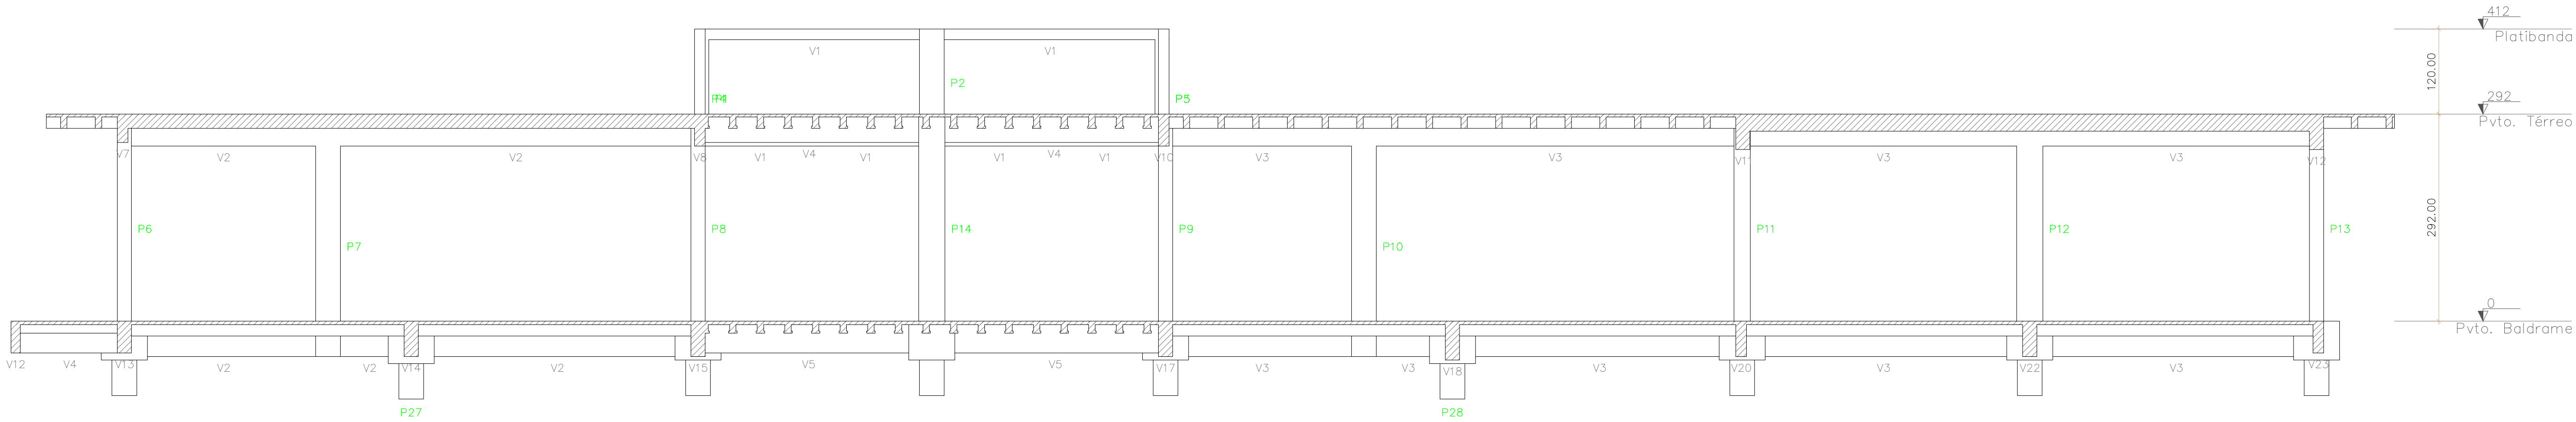 412
Platibanda
V1 V1
120.00
P2
P5
292
Pvto. Térreo
V7 V2 V2 V8 V1 V4 V1 V1 V4 V1 V10 V3 V3 V11 V3 V3 V12
P6 P7 P8 P14 P9 P10 P11 P12 P13
292.00
0
Pvto. Baldrame
V12 V4 V13 V2 V2 V14 V2 V15 V5 V5 V17 V3 V3 V18 V3 V20 V3 V22 V3 V23
P27 P28